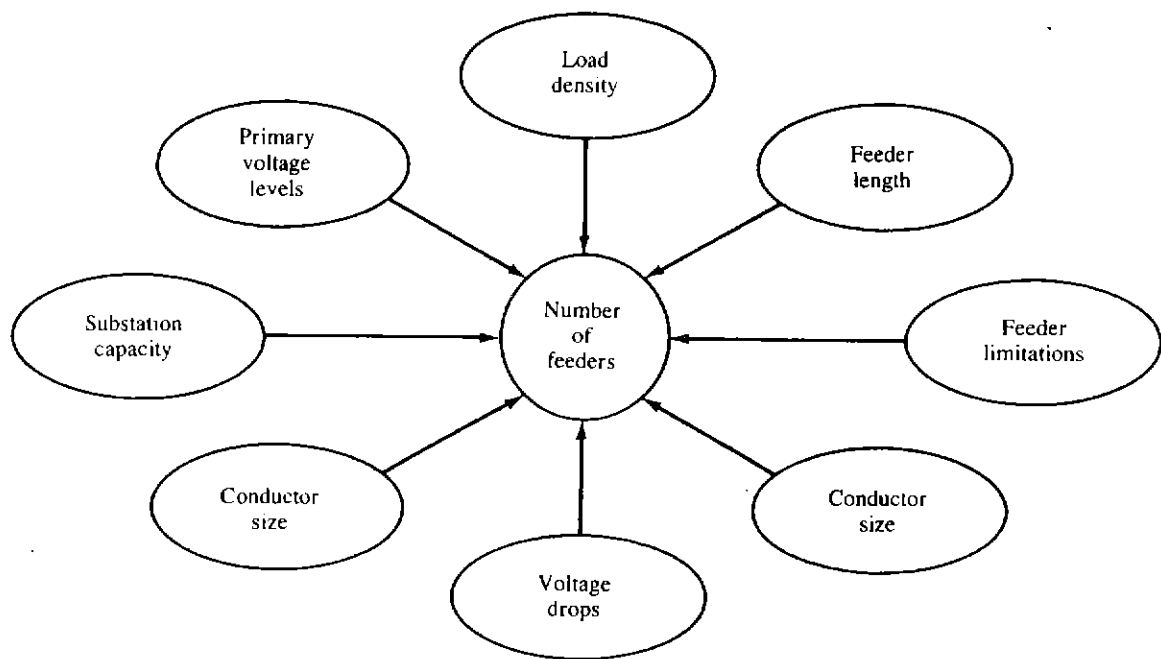 Load
density
Primary
voltage
levels
Feeder
length
Number
of
feeders
Substation
capacity
Feeder
limitations
Conductor
size
Conductor
size
Voltage
drops